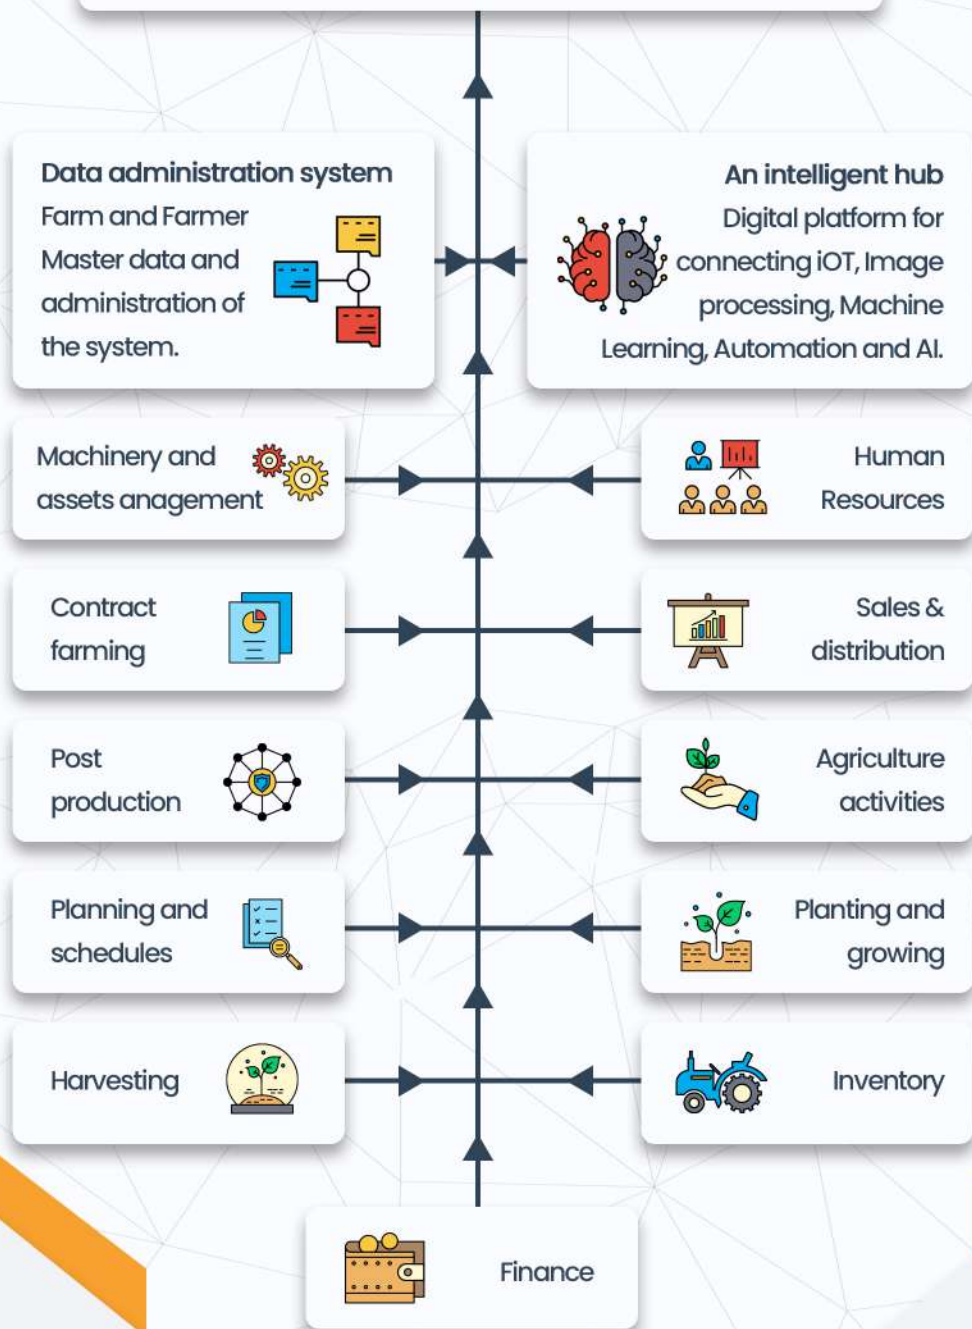 Data administration system
Farm and Farmer
Master data and
administration of
the system.
An intelligent hub
Digital platform for
connecting iOT, Image
processing, Machine
Learning, Automation and AI.
Machinery and
assets anagement
Human
Resources
Contract
farming
Sales &
distribution
Post
production
Agriculture
activities
Planning and
schedules
Planting and
growing
Harvesting
Inventory
Finance